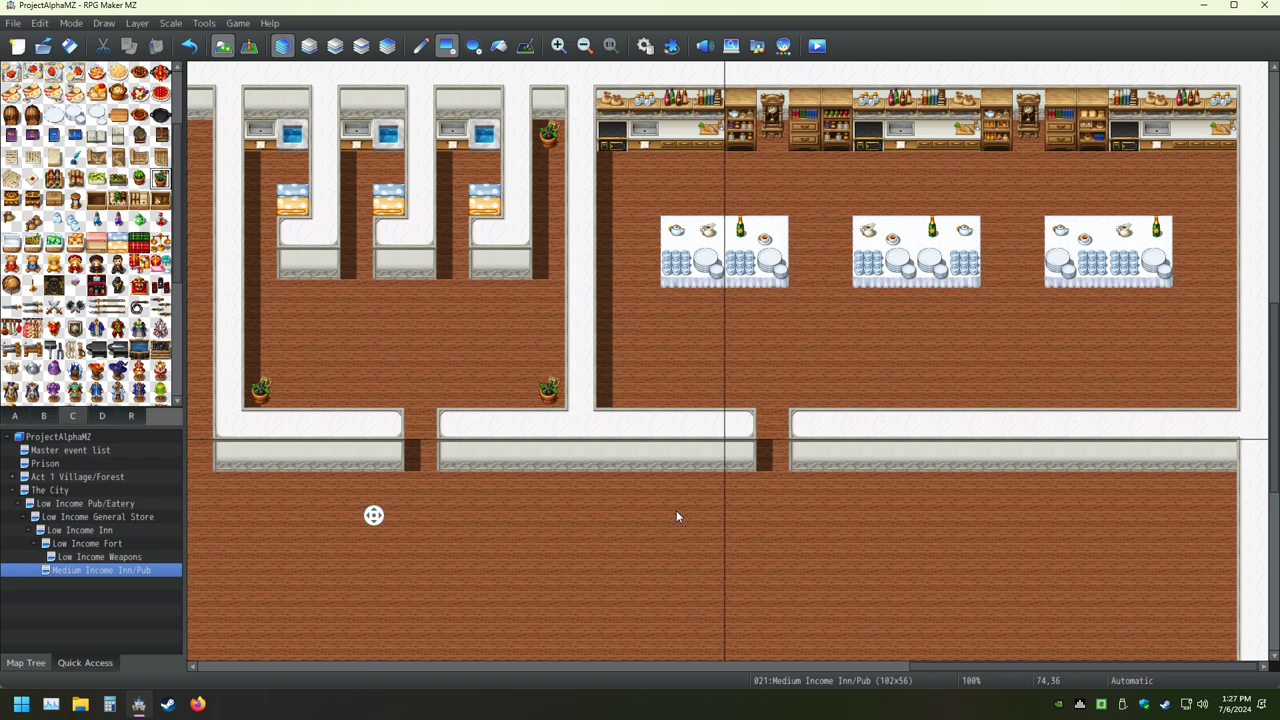 ProjectAlphaMZ - RPG Maker MZ
File Edit Mode Draw Layer Scale Tools Game Help
A B C D R
ProjectAlphaMZ
Master event list
Prison
Act 1 Village/Forest
The City
Low Income Pub/Eatery
Low Income General Store
Low Income Inn
Low Income Fort
Low Income Weapons
Medium Income Inn/Pub
Map Tree Quick Access
021:Medium Income Inn/Pub (102x56) 100% 74,36 Automatic
1:27 PM
7/6/2024